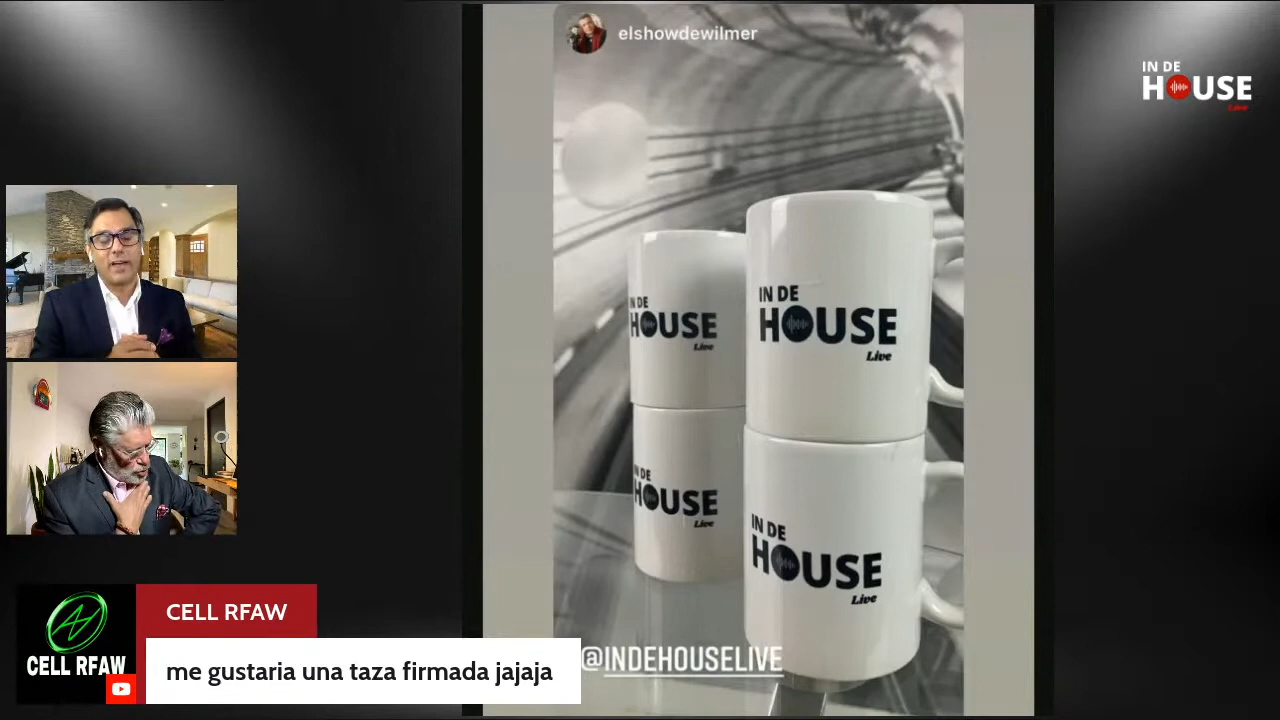 elshowdewilmer
IN DE
HOUSE
Live
IN DE
HOUSE
Live
IN DE
HOUSE
Live
IN DE
HOUSE
Live
IN DE
HOUSE
Live
@INDEHOUSELIVE
CELL RFAW
CELL RFAW
me gustaria una taza firmada jajaja